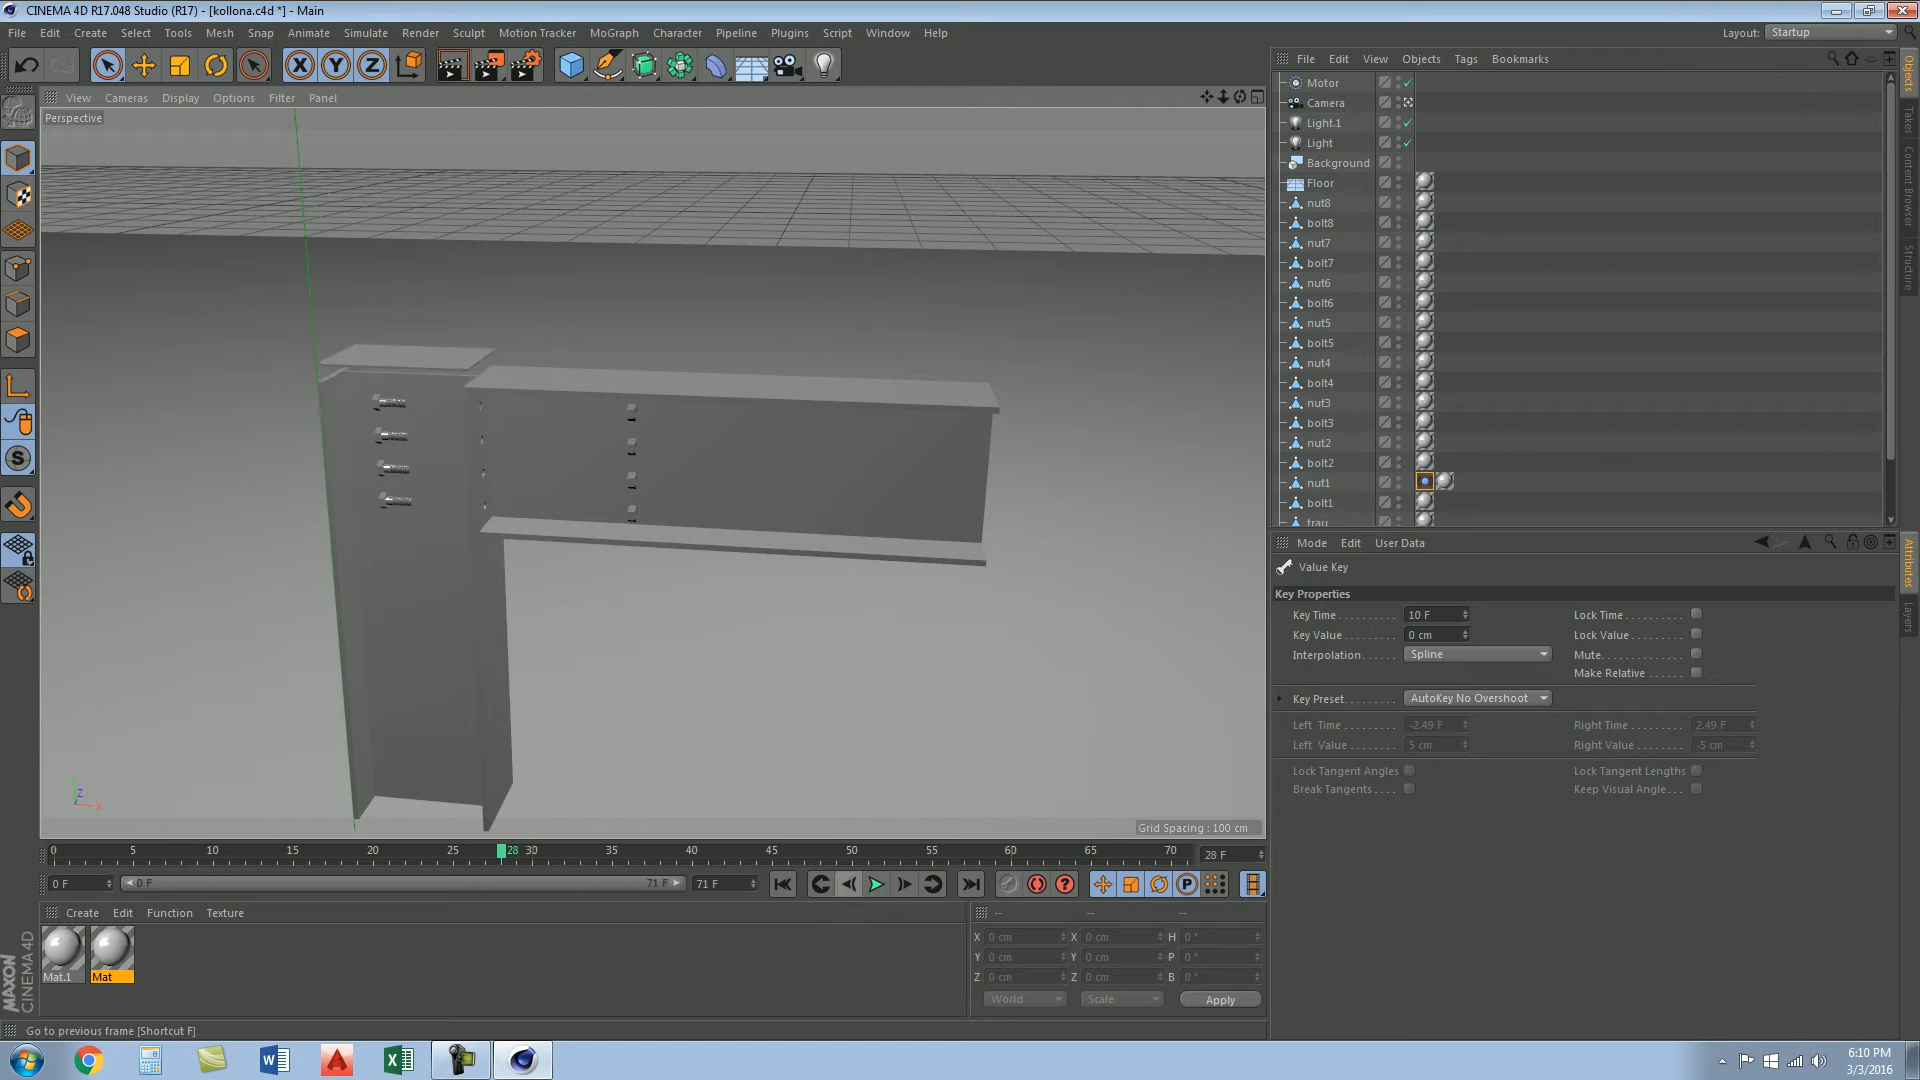 CINEMA 4D R17.048 Studio (R17) - [kollona.c4d *] - Main
File Edit Create Select Tools Mesh Snap Animate Simulate Render Sculpt Motion Tracker MoGraph Character Pipeline Plugins Script Window Help
Layout: Startup
X Y Z
File Edit View Objects Tags Bookmarks
View Cameras Display Options Filter Panel
Perspective
Motor
Camera
Light.1
Light
Background
Floor
nut8
bolt8
nut7
bolt7
nut6
bolt6
nut5
bolt5
nut4
bolt4
nut3
bolt3
nut2
bolt2
nut1
bolt1
trau
Objects
Takes
Content Browser
Structure
Mode Edit User Data
Attributes
Layers
Value Key
Key Properties
Key Time 10 F Lock Time
Key Value 0 cm Lock Value
Interpolation Spline Mute
Make Relative
Key Preset AutoKey No Overshoot
Left Time -2.49 F Right Time 2.49 F
Left Value 5 cm Right Value -5 cm
Lock Tangent Angles Lock Tangent Lengths
Break Tangents Keep Visual Angle
Z
X
Grid Spacing : 100 cm
0 5 10 15 20 25 28 30 35 40 45 50 55 60 65 70 28 F
0 F 0 F 71 F 71 F
Create Edit Function Texture
Mat.1 Mat
-- -- --
X 0 cm X 0 cm H 0 °
Y 0 cm Y 0 cm P 0 °
Z 0 cm Z 0 cm B 0 °
World Scale Apply
MAXON
CINEMA 4D
Go to previous frame [Shortcut F]
6:10 PM
3/3/2016